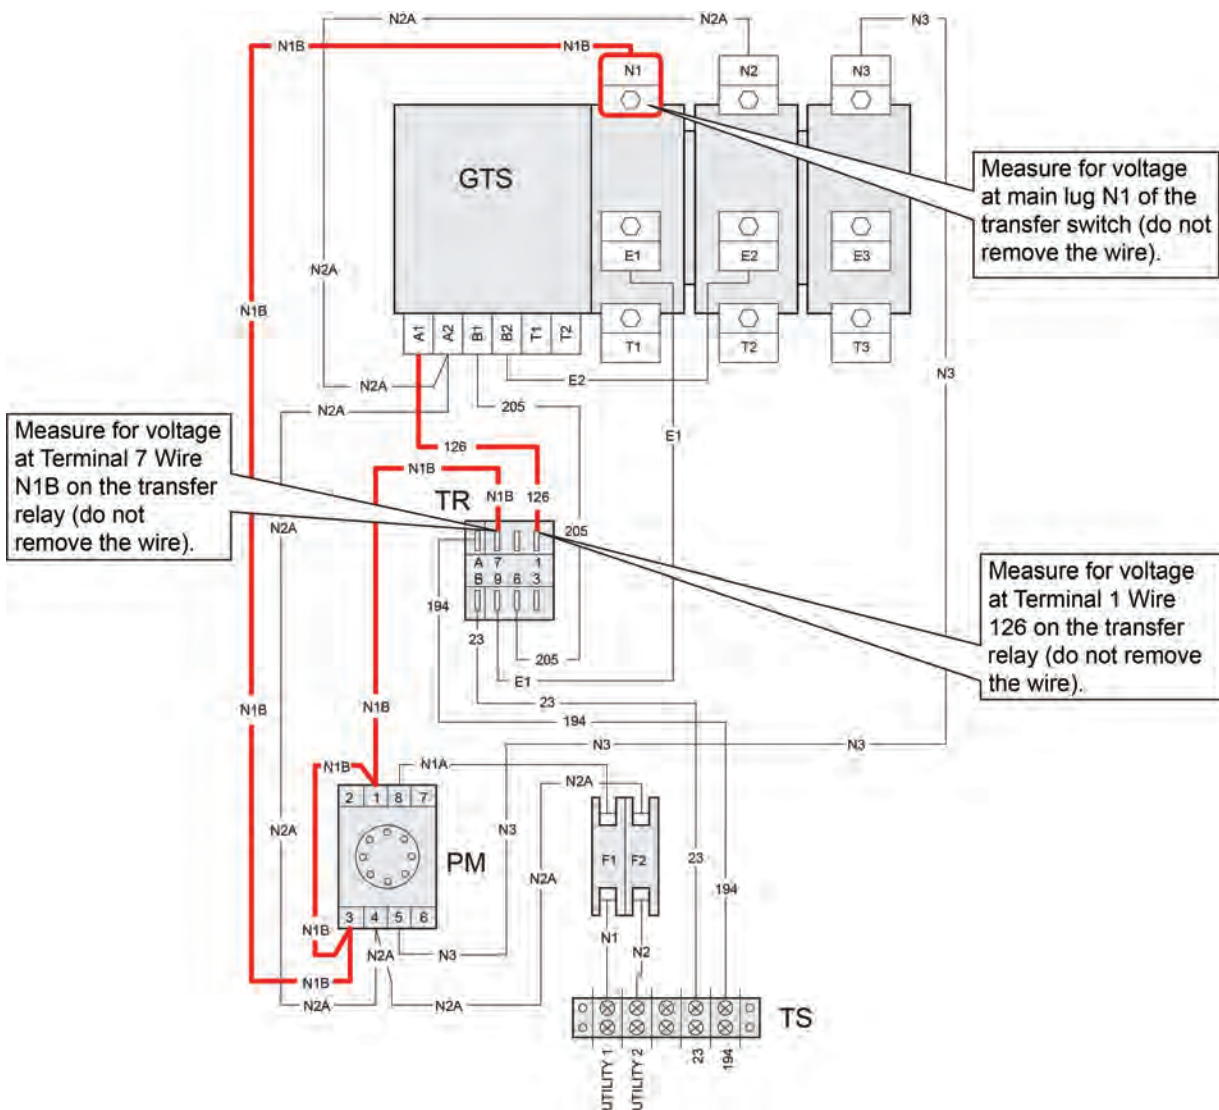 N2A
N2A
N3
N1B
N1B
N1
N2
N3
GTS
Measure for voltage
at main lug N1 of the
transfer switch (do not
remove the wire).
E1
E2
E3
N2A
N1B
A1
A2
B1
B2
T1
T2
T1
T2
T3
N3
N2A
E2
N2A
205
E1
Measure for voltage
at Terminal 7 Wire
N1B on the transfer
relay (do not
remove the wire).
126
N1B
TR
N1B
126
N2A
205
A
7
1
B
9
6
3
Measure for voltage
at Terminal 1 Wire
126 on the transfer
relay (do not remove
the wire).
194
23
205
E1
N1B
N1B
23
194
N3
N3
N1B
N1A
N2A
2
1
8
7
N2A
N3
PM
F1
F2
23
N2A
194
3
4
5
6
N1B
N2A
N3
N1
N2
N1B
N2A
N2A
TS
UTILITY 1
UTILITY 2
23
194